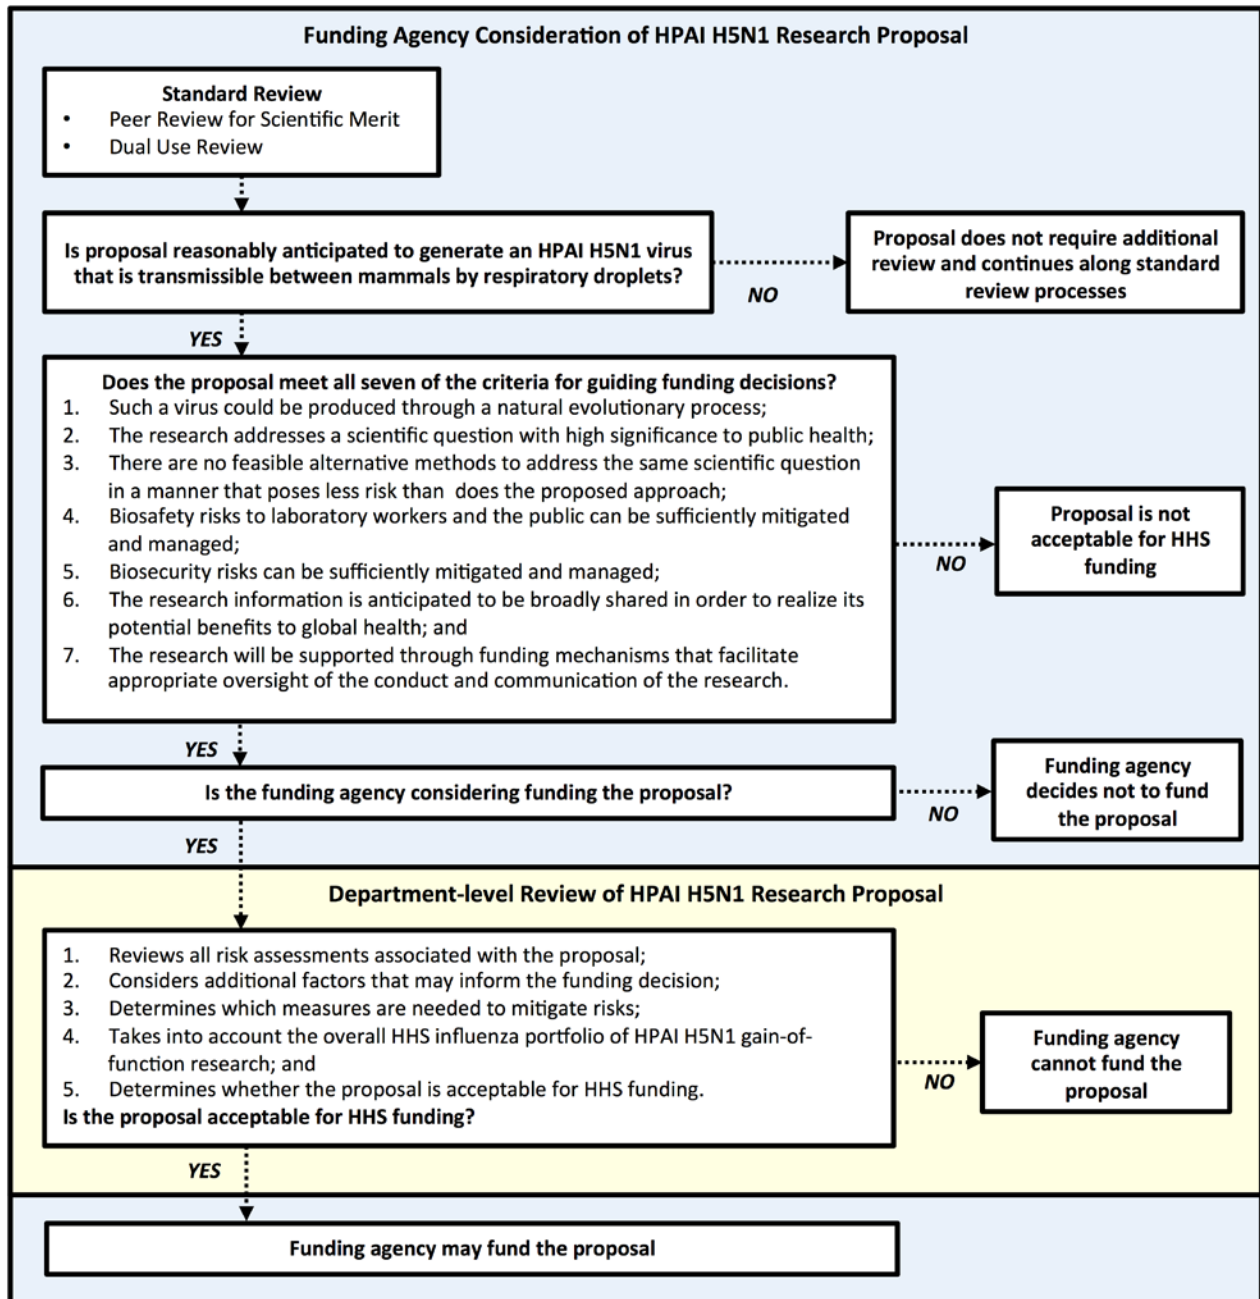 Funding Agency Consideration of HPAI H5N1 Research Proposal
Standard Review
• Peer Review for Scientific Merit
• Dual Use Review
Is proposal reasonably anticipated to generate an HPAI H5N1 virus
that is transmissible between mammals by respiratory droplets?
NO
Proposal does not require additional
review and continues along standard
review processes
YES
Does the proposal meet all seven of the criteria for guiding funding decisions?
1. Such a virus could be produced through a natural evolutionary process;
2. The research addresses a scientific question with high significance to public health;
3. There are no feasible alternative methods to address the same scientific question
in a manner that poses less risk than does the proposed approach;
4. Biosafety risks to laboratory workers and the public can be sufficiently mitigated
and managed;
5. Biosecurity risks can be sufficiently mitigated and managed;
6. The research information is anticipated to be broadly shared in order to realize its
potential benefits to global health; and
7. The research will be supported through funding mechanisms that facilitate
appropriate oversight of the conduct and communication of the research.
NO
Proposal is not
acceptable for HHS
funding
YES
Is the funding agency considering funding the proposal?
NO
Funding agency
decides not to fund
the proposal
YES
Department-level Review of HPAI H5N1 Research Proposal
1. Reviews all risk assessments associated with the proposal;
2. Considers additional factors that may inform the funding decision;
3. Determines which measures are needed to mitigate risks;
4. Takes into account the overall HHS influenza portfolio of HPAI H5N1 gain-of-
function research; and
5. Determines whether the proposal is acceptable for HHS funding.
Is the proposal acceptable for HHS funding?
NO
Funding agency
cannot fund the
proposal
YES
Funding agency may fund the proposal